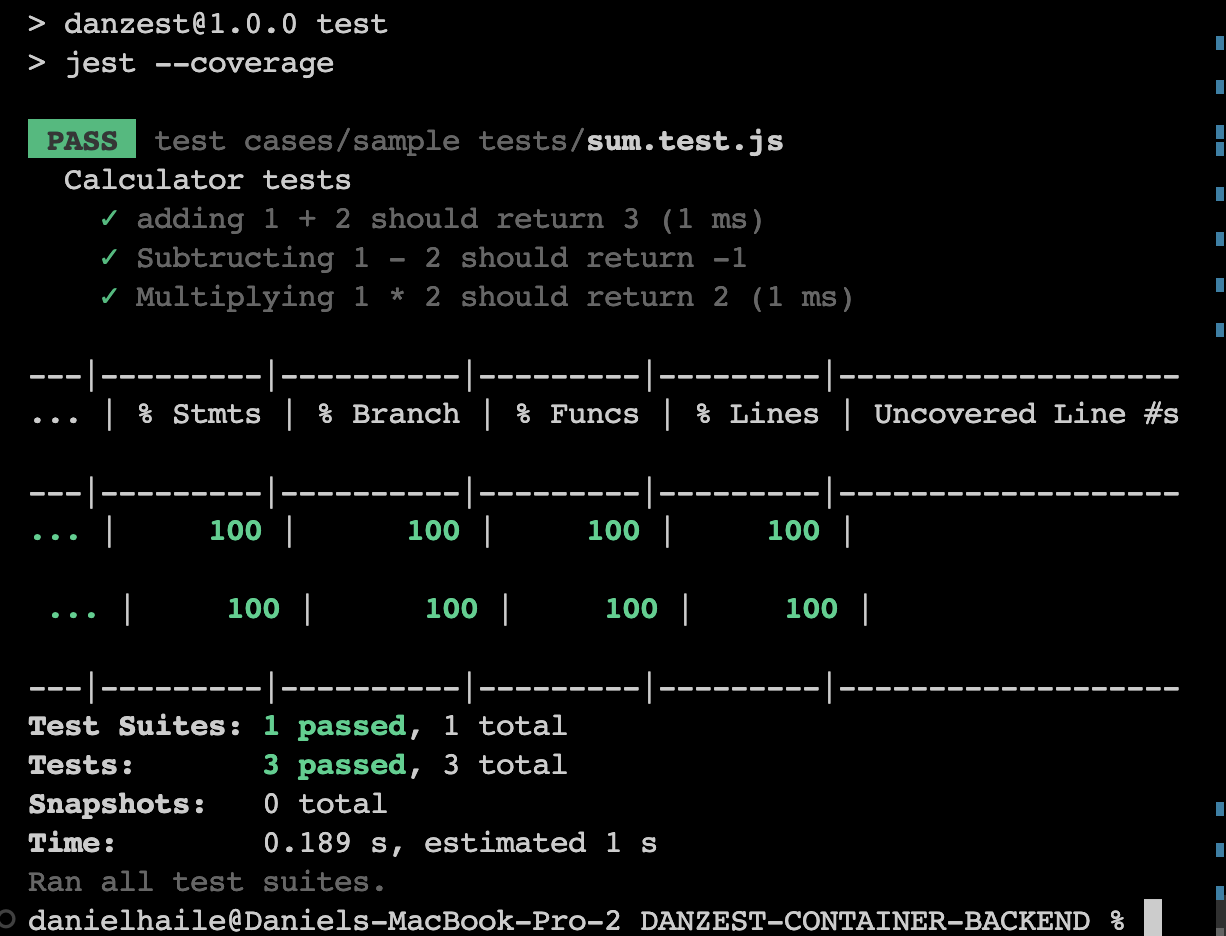 > danzest@1.0.0 test
> jest --coverage
PASS test cases/sample tests/sum.test.js
Calculator tests
✓ adding 1 + 2 should return 3 (1 ms)
✓ Subtructing 1 - 2 should return -1
✓ Multiplying 1 * 2 should return 2 (1 ms)
---|---------|----------|---------|---------|-------------------
... | % Stmts | % Branch | % Funcs | % Lines | Uncovered Line #s
---|---------|----------|---------|---------|-------------------
... | 100 | 100 | 100 | 100 |
... | 100 | 100 | 100 | 100 |
---|---------|----------|---------|---------|-------------------
Test Suites: 1 passed, 1 total
Tests: 3 passed, 3 total
Snapshots: 0 total
Time: 0.189 s, estimated 1 s
Ran all test suites.
danielhaile@Daniels-MacBook-Pro-2 DANZEST-CONTAINER-BACKEND %